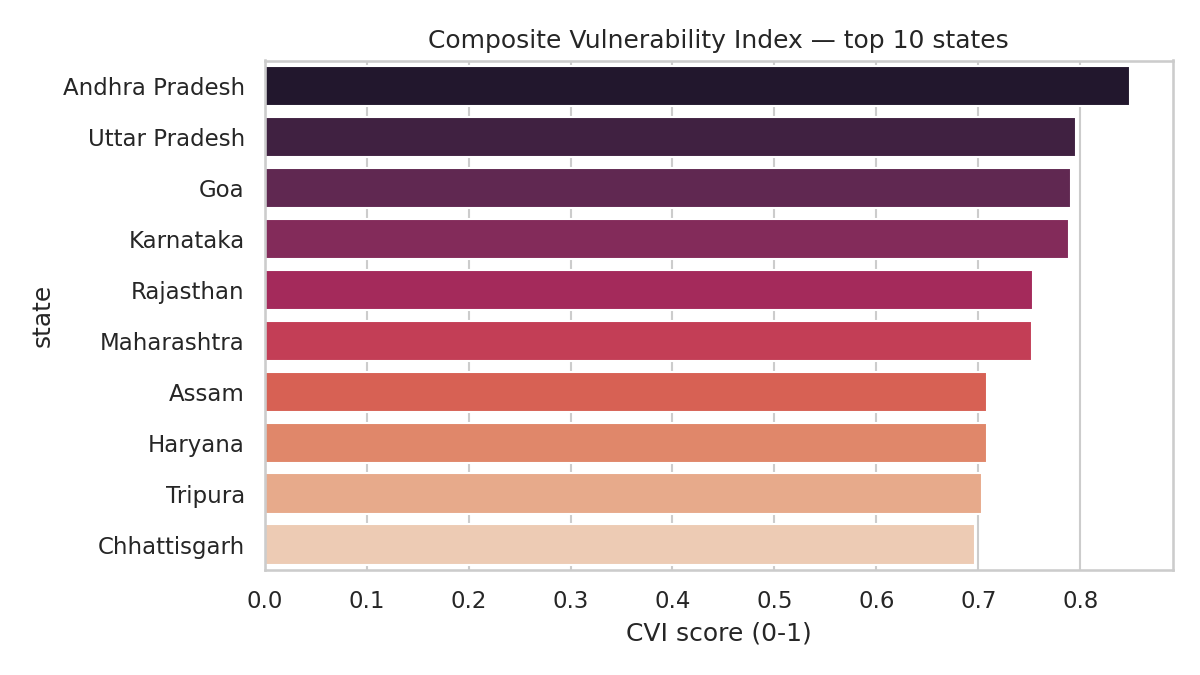 Composite Vulnerability Index — top 10 states
Andhra Pradesh
Uttar Pradesh
Goa
Karnataka
Rajasthan
Maharashtra
Assam
Haryana
Tripura
Chhattisgarh
state
0.0 0.1 0.2 0.3 0.4 0.5 0.6 0.7 0.8
CVI score (0-1)